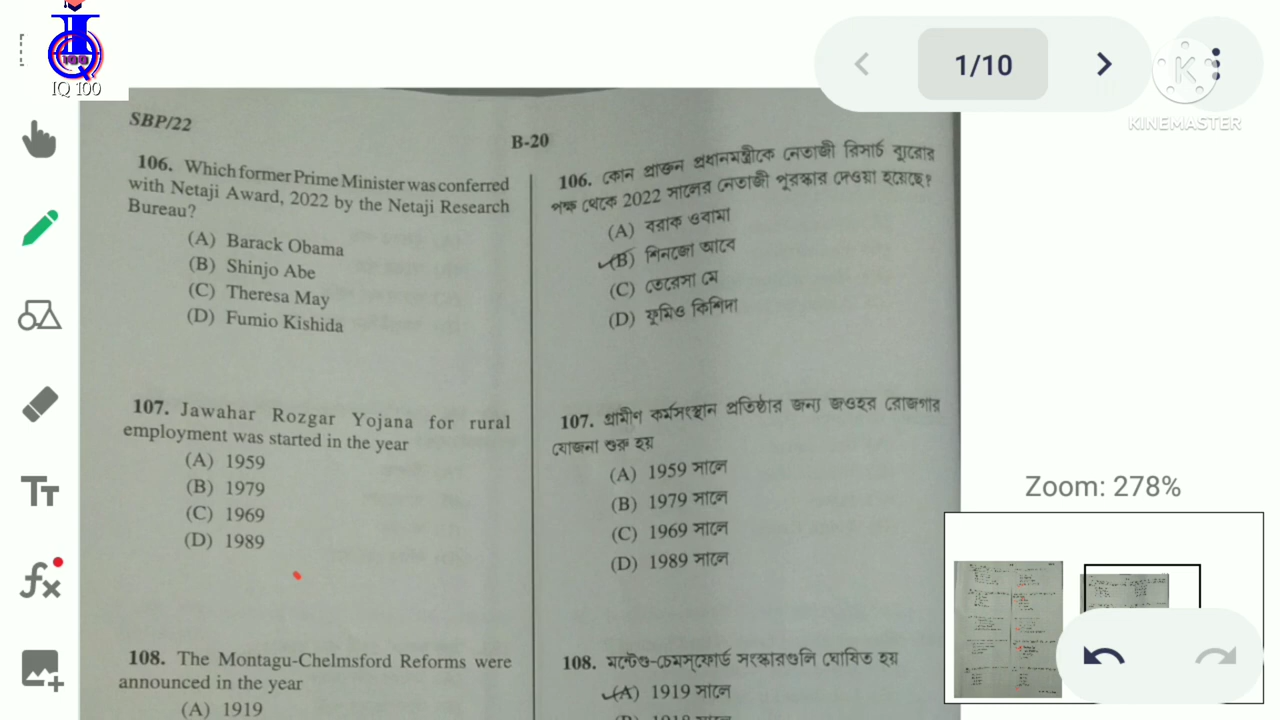 IQ 100
1/10
KINEMASTER
SBP/22
B-20
106. Which former Prime Minister was conferred
with Netaji Award, 2022 by the Netaji Research
Bureau?
(A) Barack Obama
(B) Shinjo Abe
(C) Theresa May
(D) Fumio Kishida
107. Jawahar Rozgar Yojana for rural
employment was started in the year
(A) 1959
(B) 1979
(C) 1969
(D) 1989
108. The Montagu-Chelmsford Reforms were
announced in the year
(A) 1919
106. কোন প্রাক্তন প্রধানমন্ত্রীকে নেতাজী রিসার্চ ব্যুরোর
পক্ষ থেকে 2022 সালের নেতাজী পুরস্কার দেওয়া হয়েছে?
(A) বরাক ওবামা
(B) শিনজো আবে
(C) তেরেসা মে
(D) ফুমিও কিশিদা
107. গ্রামীণ কর্মসংস্থান প্রতিষ্ঠার জন্য জওহর রোজগার
যোজনা শুরু হয়
(A) 1959 সালে
(B) 1979 সালে
(C) 1969 সালে
(D) 1989 সালে
108. মন্টেগু-চেমস্‌ফোর্ড সংস্কারগুলি ঘোষিত হয়
(A) 1919 সালে
Tт
fx
Zoom: 278%